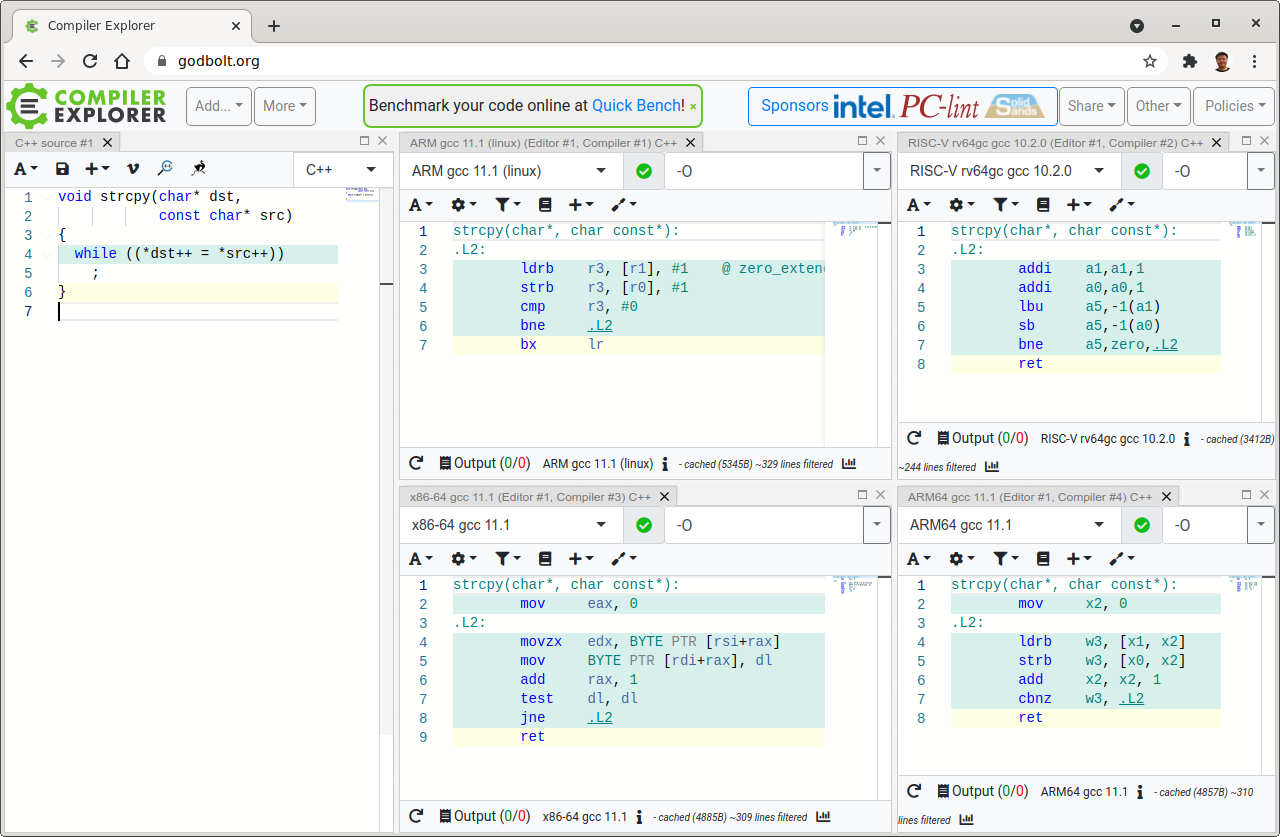 Compiler Explorer
godbolt.org
COMPILER
EXPLORER
Add...
More
Benchmark your code online at Quick Bench! ×
Sponsors intel. PC-lint Solid Sands
Share
Other
Policies
C++ source #1
A
C++
1 void strcpy(char* dst,
2 const char* src)
3 {
4 while ((*dst++ = *src++))
5 ;
6 }
7
ARM gcc 11.1 (linux) (Editor #1, Compiler #1) C++
ARM gcc 11.1 (linux)
-O
A
1 strcpy(char*, char const*):
2 .L2:
3 ldrb r3, [r1], #1 @ zero_exten
4 strb r3, [r0], #1
5 cmp r3, #0
6 bne .L2
7 bx lr
Output (0/0) ARM gcc 11.1 (linux) i - cached (5345B) ~329 lines filtered
RISC-V rv64gc gcc 10.2.0 (Editor #1, Compiler #2) C++
RISC-V rv64gc gcc 10.2.0
-O
A
1 strcpy(char*, char const*):
2 .L2:
3 addi a1,a1,1
4 addi a0,a0,1
5 lbu a5,-1(a1)
6 sb a5,-1(a0)
7 bne a5,zero,.L2
8 ret
Output (0/0) RISC-V rv64gc gcc 10.2.0 i - cached (3412B)
~244 lines filtered
x86-64 gcc 11.1 (Editor #1, Compiler #3) C++
x86-64 gcc 11.1
-O
A
1 strcpy(char*, char const*):
2 mov eax, 0
3 .L2:
4 movzx edx, BYTE PTR [rsi+rax]
5 mov BYTE PTR [rdi+rax], dl
6 add rax, 1
7 test dl, dl
8 jne .L2
9 ret
Output (0/0) x86-64 gcc 11.1 i - cached (4885B) ~309 lines filtered
ARM64 gcc 11.1 (Editor #1, Compiler #4) C++
ARM64 gcc 11.1
-O
A
1 strcpy(char*, char const*):
2 mov x2, 0
3 .L2:
4 ldrb w3, [x1, x2]
5 strb w3, [x0, x2]
6 add x2, x2, 1
7 cbnz w3, .L2
8 ret
Output (0/0) ARM64 gcc 11.1 i - cached (4857B) ~310
lines filtered